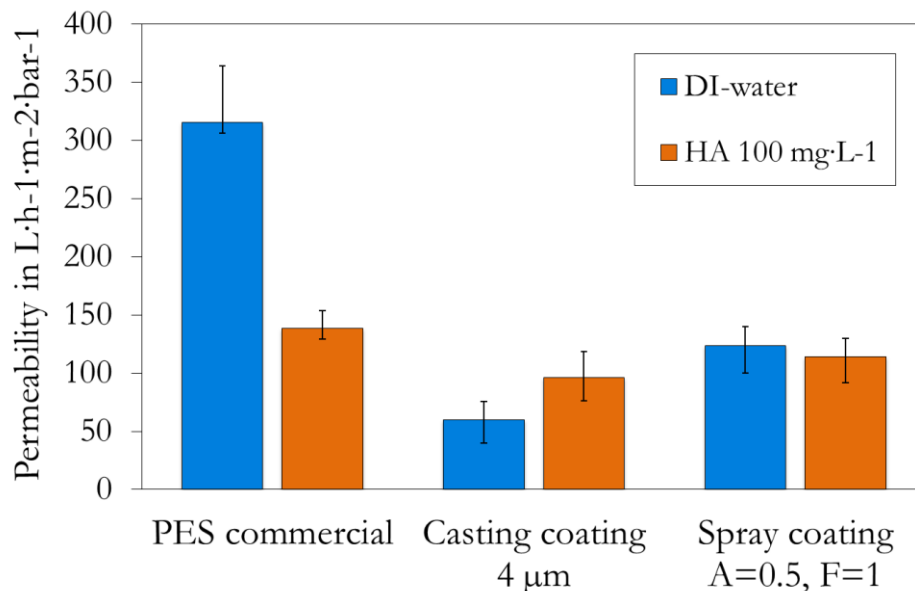 Permeability in L·h-1·m-2·bar-1
400
350
300
250
200
150
100
50
0
DI-water
HA 100 mg·L-1
PES commercial
Casting coating
4 µm
Spray coating
A=0.5, F=1